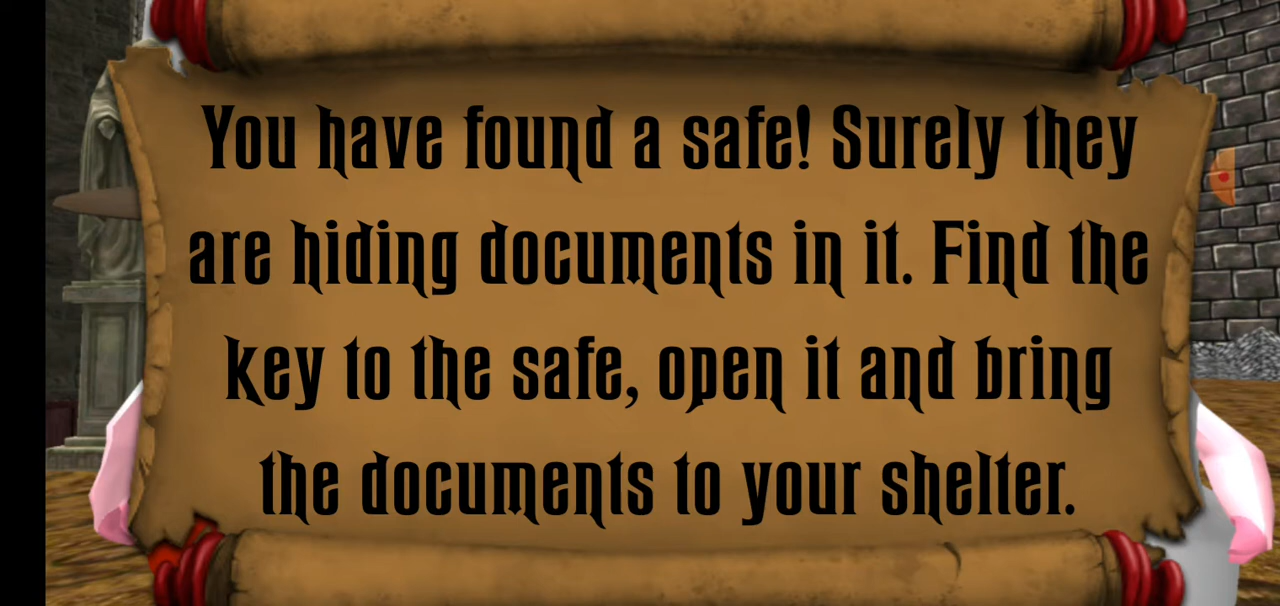 You have found a safe! Surely they
are hiding documents in it. Find the
key to the safe, open it and bring
the documents to your shelter.